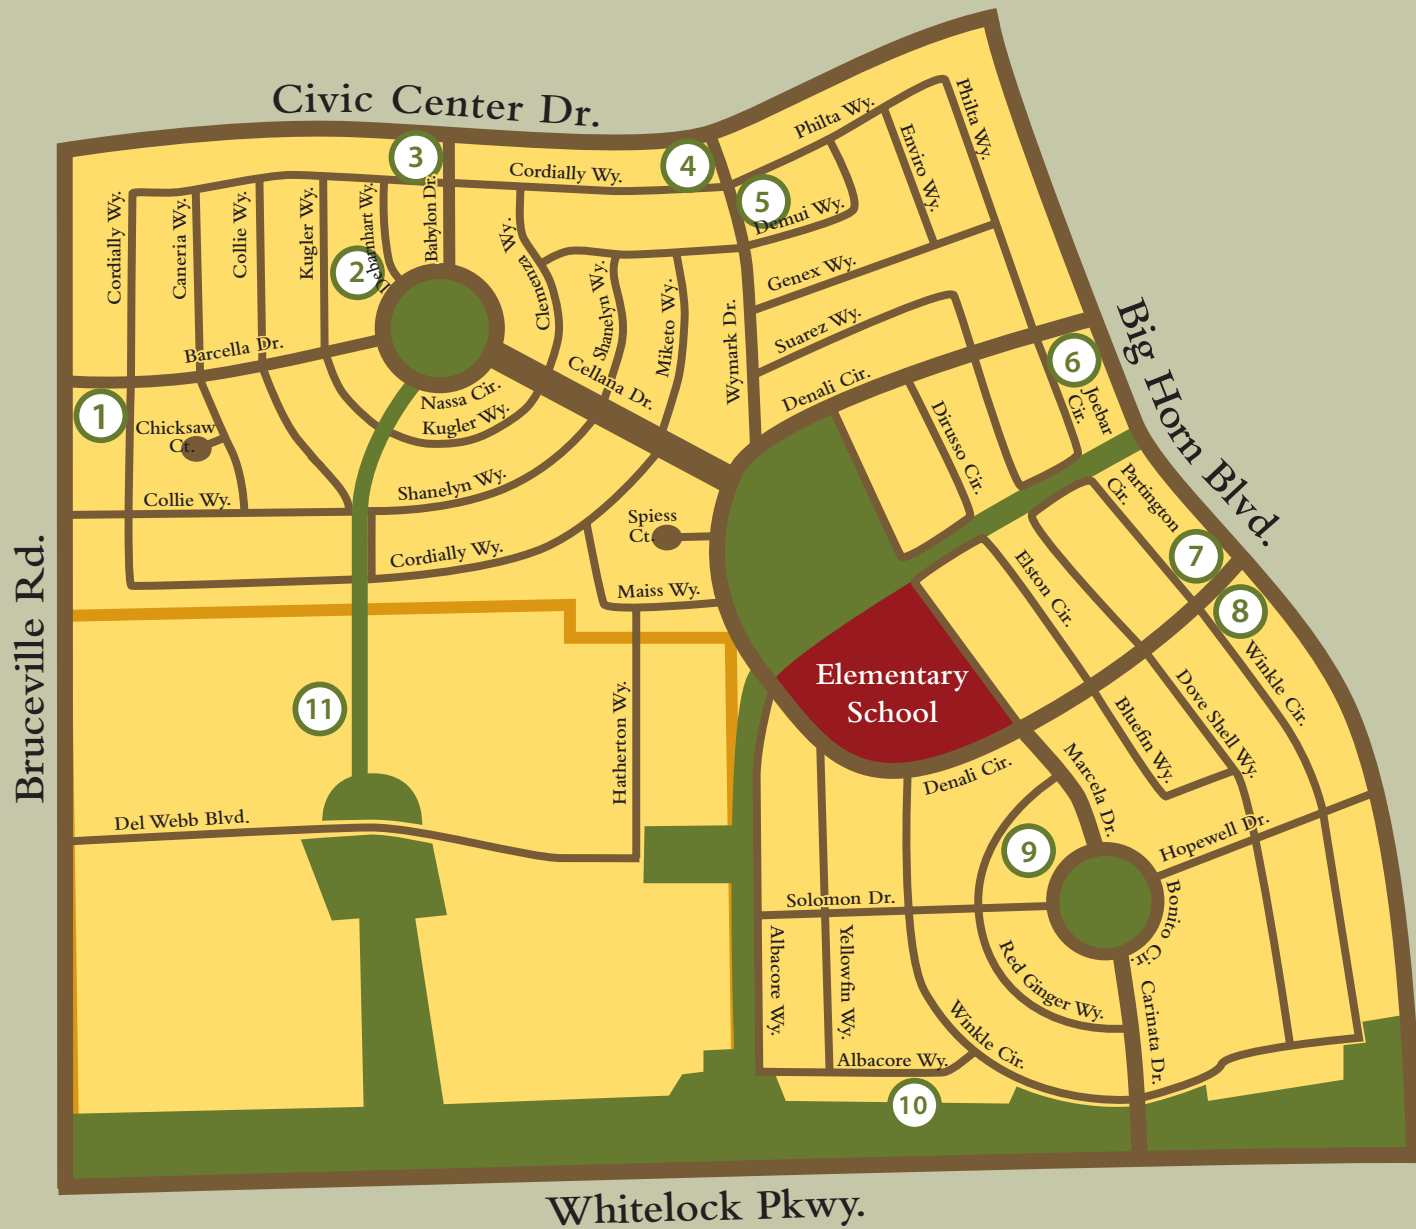 Civic Center Dr.
Philta Wy.
Philta Wy.
3
4
Cordially Wy.
Enviro Wy.
5
Demui Wy.
Cordially Wy.
Caneria Wy.
Collie Wy.
Kugler Wy.
Debarnhart Wy.
Babylon Dr.
2
Clemenza Wy.
Shanelyn Wy.
Miketo Wy.
Wymark Dr.
Genex Wy.
Suarez Wy.
Big Horn Blvd.
Barcella Dr.
6
Cellana Dr.
Denali Cir.
Joebar
Cir.
1
Nassa Cir.
Kugler Wy.
Dirusso Cir.
Chicksaw
Ct.
Collie Wy.
Shanelyn Wy.
Partington
Cir.
Spiess
Ct.
7
Cordially Wy.
Elston Cir.
Maiss Wy.
8
Bruceville Rd.
Elementary
School
Winkle Cir.
11
Hatherton Wy.
Dove Shell Wy.
Bluefin Wy.
Marcela Dr.
Denali Cir.
Del Webb Blvd.
Hopewell Dr.
9
Solomon Dr.
Bonito Cir.
Albacore Wy.
Yellowfin Wy.
Red Ginger Wy.
Carinata Dr.
Winkle Cir.
Albacore Wy.
10
Whitelock Pkwy.